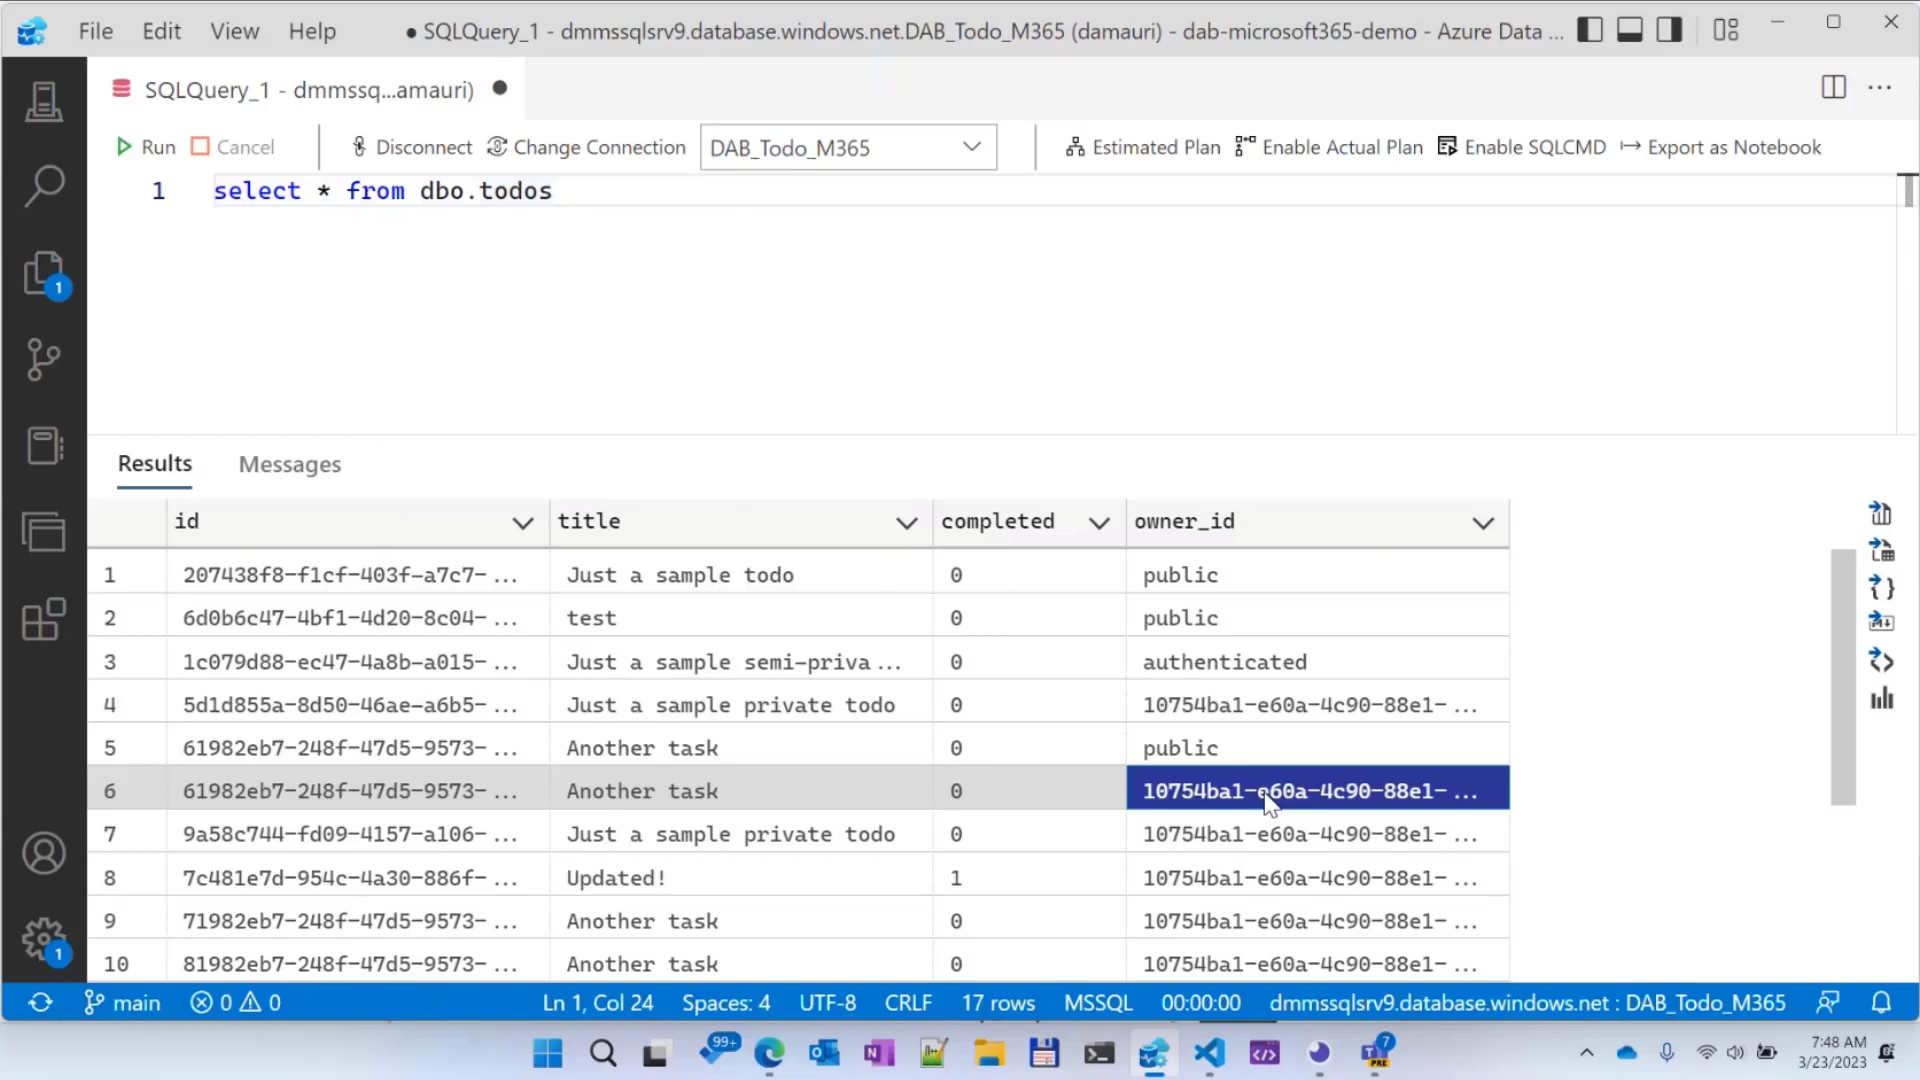 File Edit View Help ● SQLQuery_1 - dmmssqlsrv9.database.windows.net.DAB_Todo_M365 (damauri) - dab-microsoft365-demo - Azure Data ...
SQLQuery_1 - dmmssq...amauri) ●
Run Cancel Disconnect Change Connection DAB_Todo_M365 Estimated Plan Enable Actual Plan Enable SQLCMD Export as Notebook
1 select * from dbo.todos
1
Results Messages
id title completed owner_id
1 207438f8-f1cf-403f-a7c7-... Just a sample todo 0 public
2 6d0b6c47-4bf1-4d20-8c04-... test 0 public
3 1c079d88-ec47-4a8b-a015-... Just a sample semi-priva... 0 authenticated
4 5d1d855a-8d50-46ae-a6b5-... Just a sample private todo 0 10754ba1-e60a-4c90-88e1-...
5 61982eb7-248f-47d5-9573-... Another task 0 public
6 61982eb7-248f-47d5-9573-... Another task 0 10754ba1-e60a-4c90-88e1-...
7 9a58c744-fd09-4157-a106-... Just a sample private todo 0 10754ba1-e60a-4c90-88e1-...
8 7c481e7d-954c-4a30-886f-... Updated! 1 10754ba1-e60a-4c90-88e1-...
9 71982eb7-248f-47d5-9573-... Another task 0 10754ba1-e60a-4c90-88e1-...
10 81982eb7-248f-47d5-9573-... Another task 0 10754ba1-e60a-4c90-88e1-...
1
main 0 0 Ln 1, Col 24 Spaces: 4 UTF-8 CRLF 17 rows MSSQL 00:00:00 dmmssqlsrv9.database.windows.net : DAB_Todo_M365
99+ 7 PRE 7:48 AM
3/23/2023